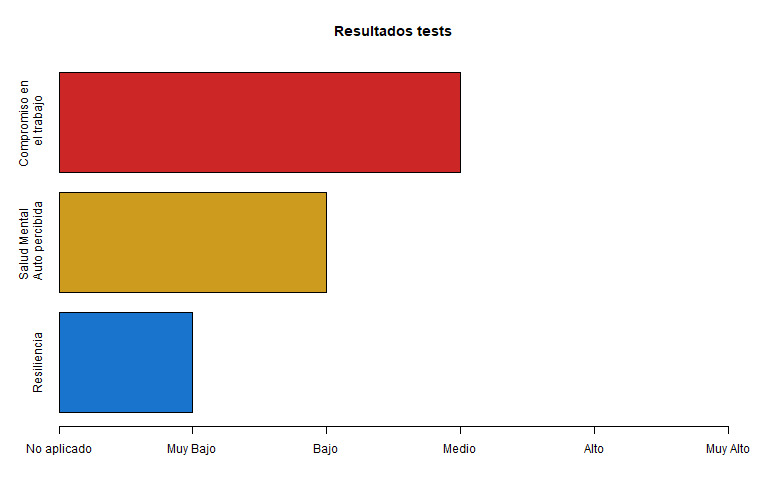 Resultados tests
Compromiso en
el trabajo
Salud Mental
Auto percibida
Resiliencia
No aplicado
Muy Bajo
Bajo
Medio
Alto
Muy Alto